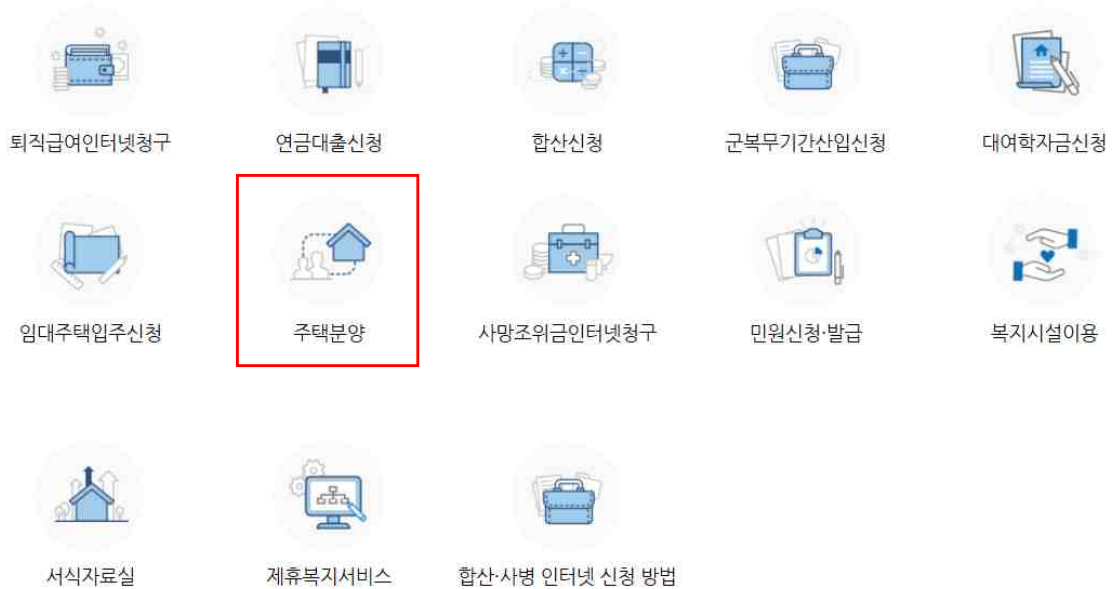 퇴직급여인터넷청구
연금대출신청
합산신청
군복무기간산입신청
대여학자금신청
임대주택입주신청
주택분양
사망조위금인터넷청구
민원신청·발급
복지시설이용
서식자료실
제휴복지서비스
합산·사병 인터넷 신청 방법